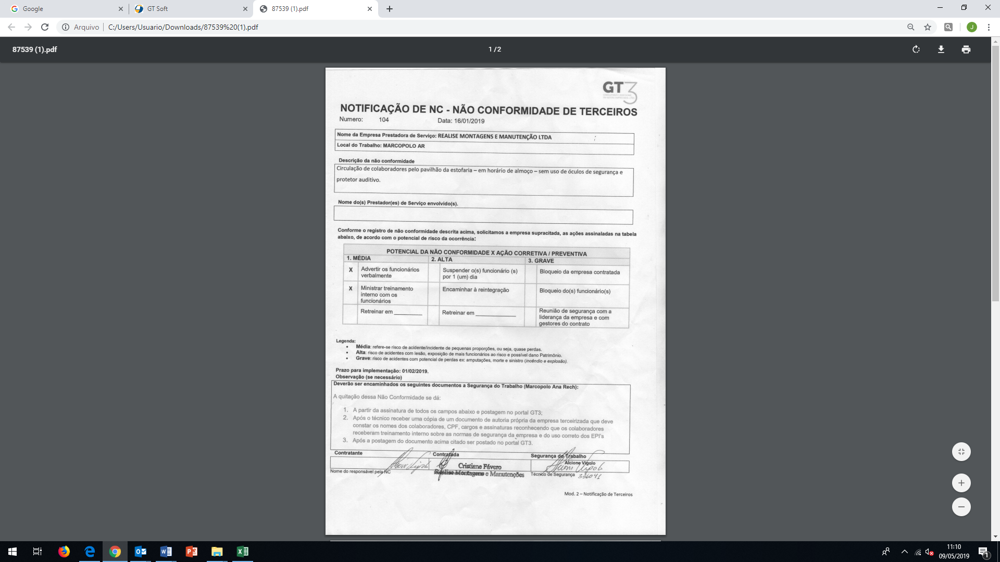 Google
GT Soft
87539 (1).pdf
Arquivo
C:/Users/Usuario/Downloads/87539%20(1).pdf
J
87539 (1).pdf
1 / 2
GT3
NOTIFICAÇÃO DE NC - NÃO CONFORMIDADE DE TERCEIROS
Numero: 104 Data: 16/01/2019
Nome da Empresa Prestadora de Serviço: REALISE MONTAGENS E MANUTENÇÃO LTDA
Local do Trabalho: MARCOPOLO AR
Descrição da não conformidade
Circulação de colaboradores pelo pavilhão da estofaria – em horário de almoço – sem uso de óculos de segurança e
protetor auditivo.
Nome do(s) Prestador(es) de Serviço envolvido(s).
Conforme o registro de não conformidade descrita acima, solicitamos a empresa supracitada, as ações assinaladas na tabela
abaixo, de acordo com o potencial de risco da ocorrência:
POTENCIAL DA NÃO CONFORMIDADE X AÇÃO CORRETIVA / PREVENTIVA
1. MÉDIA 2. ALTA 3. GRAVE
X Advertir os funcionários Suspender o(s) funcionário (s) Bloqueio da empresa contratada
verbalmente por 1 (um) dia
X Ministrar treinamento Encaminhar à reintegração Bloqueio do(s) funcionário(s)
interno com os
funcionários
Retreinar em _________ Retreinar em _____________ Reunião de segurança com a
liderança da empresa e com
gestores do contrato
Legenda:
• Média: refere-se risco de acidente/incidente de pequenas proporções, ou seja, quase perdas.
• Alta: risco de acidentes com lesão, exposição de mais funcionários ao risco e possível dano Patrimônio.
• Grave: risco de acidentes com potencial de perdas ex: amputações, morte e sinistro (incêndio e explosão).
Prazo para implementação: 01/02/2019.
Observação (se necessário)
Deverão ser encaminhados os seguintes documentos a Segurança do Trabalho (Marcopolo Ana Rech):
A quitação dessa Não Conformidade se dá:
1. A partir da assinatura de todos os campos abaixo e postagem no portal GT3;
2. Após o técnico receber uma cópia de um documento de autoria própria da empresa terceirizada que deve
constar os nomes dos colaboradores, CPF, cargos e assinaturas reconhecendo que os colaboradores
receberam treinamento interno sobre as normas de segurança da empresa e do uso correto dos EPI's
3. Após a postagem do documento acima citado ser postado no portal GT3.
Contratante Contratada Segurança do Trabalho
Cristiane Fávero Alcione Vigolo
Nome do responsável pela NC Realise Montagens e Manutenções Técnico de Segurança 336041
Mod. 2 – Notificação de Terceiros
11:10
09/05/2019
1